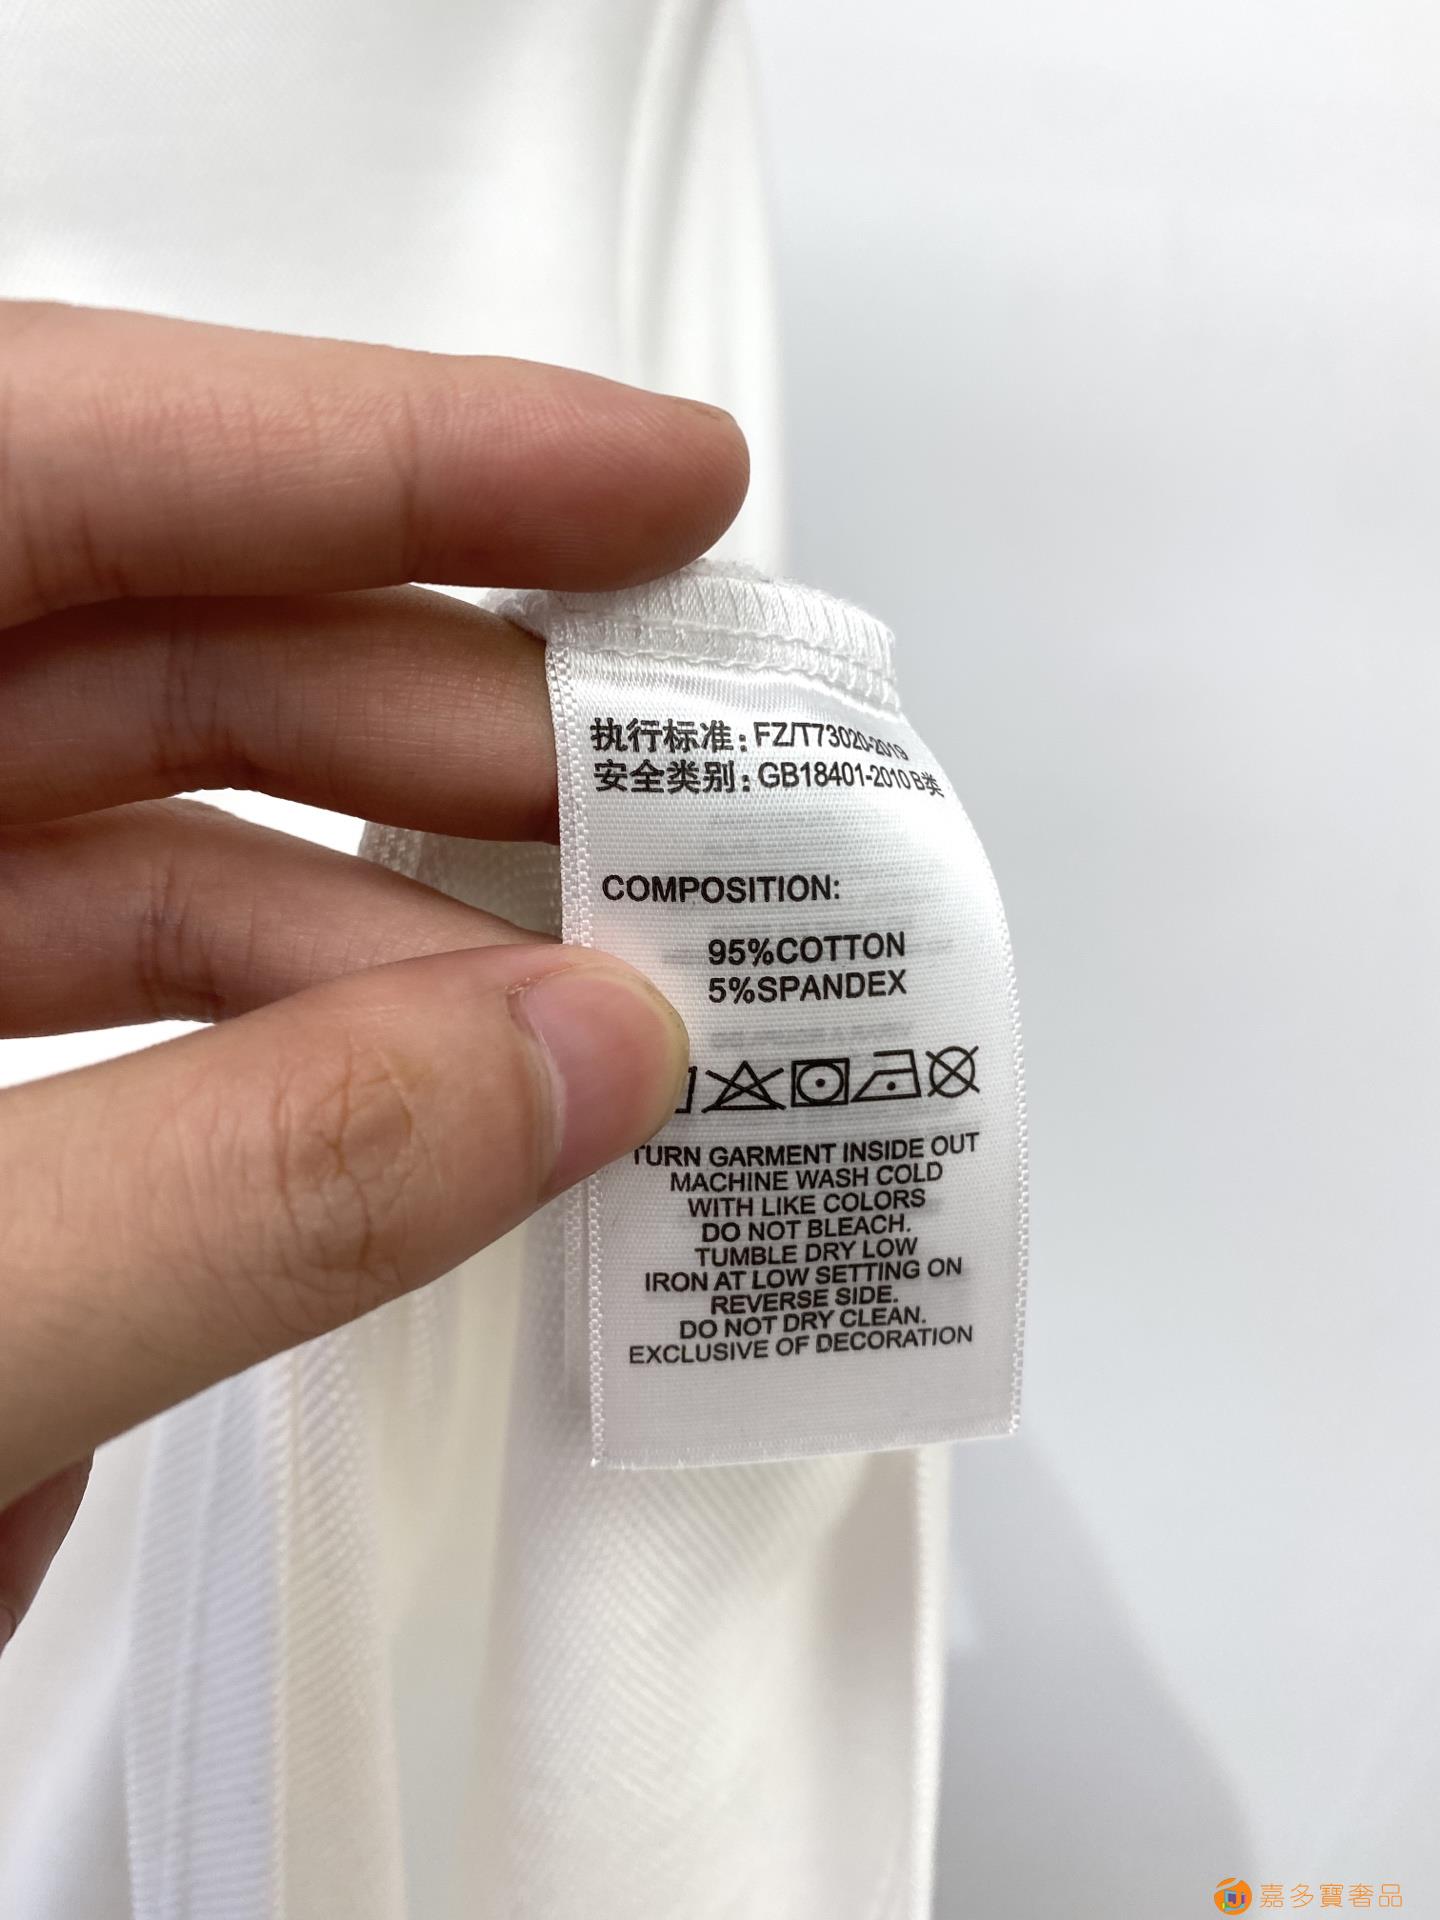 执行标准：FZ/T73020-2019
安全类别：GB18401-2010 B类
COMPOSITION:
95%COTTON
5%SPANDEX
TURN GARMENT INSIDE OUT
MACHINE WASH COLD
WITH LIKE COLORS
DO NOT BLEACH.
TUMBLE DRY LOW
IRON AT LOW SETTING ON
REVERSE SIDE.
DO NOT DRY CLEAN.
EXCLUSIVE OF DECORATION
嘉多寶奢品